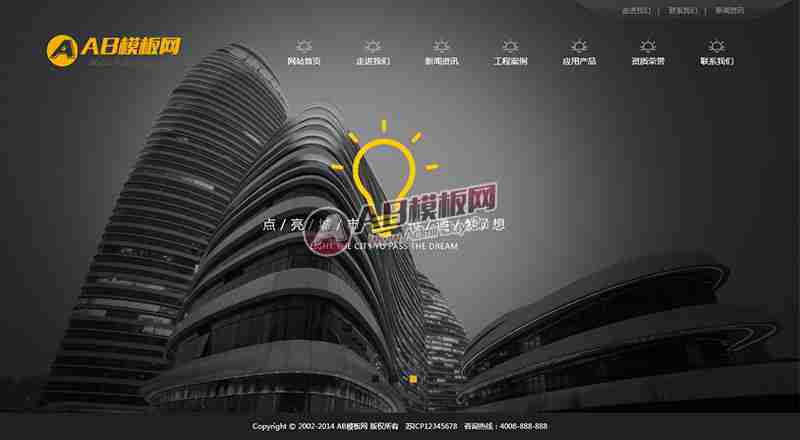 走进我们 | 联系我们 | 新闻资讯
AB模板网
网站首页 走进我们 新闻资讯 工程案例 应用产品 资质荣誉 联系我们
AB模板网
点 / 亮 / 城 / 市 想
LIGHT THE CITY TO PASS THE DREAM
Copyright © 2002-2014 AB模板网 版权所有 苏ICP12345678 咨询热线：4008-888-888